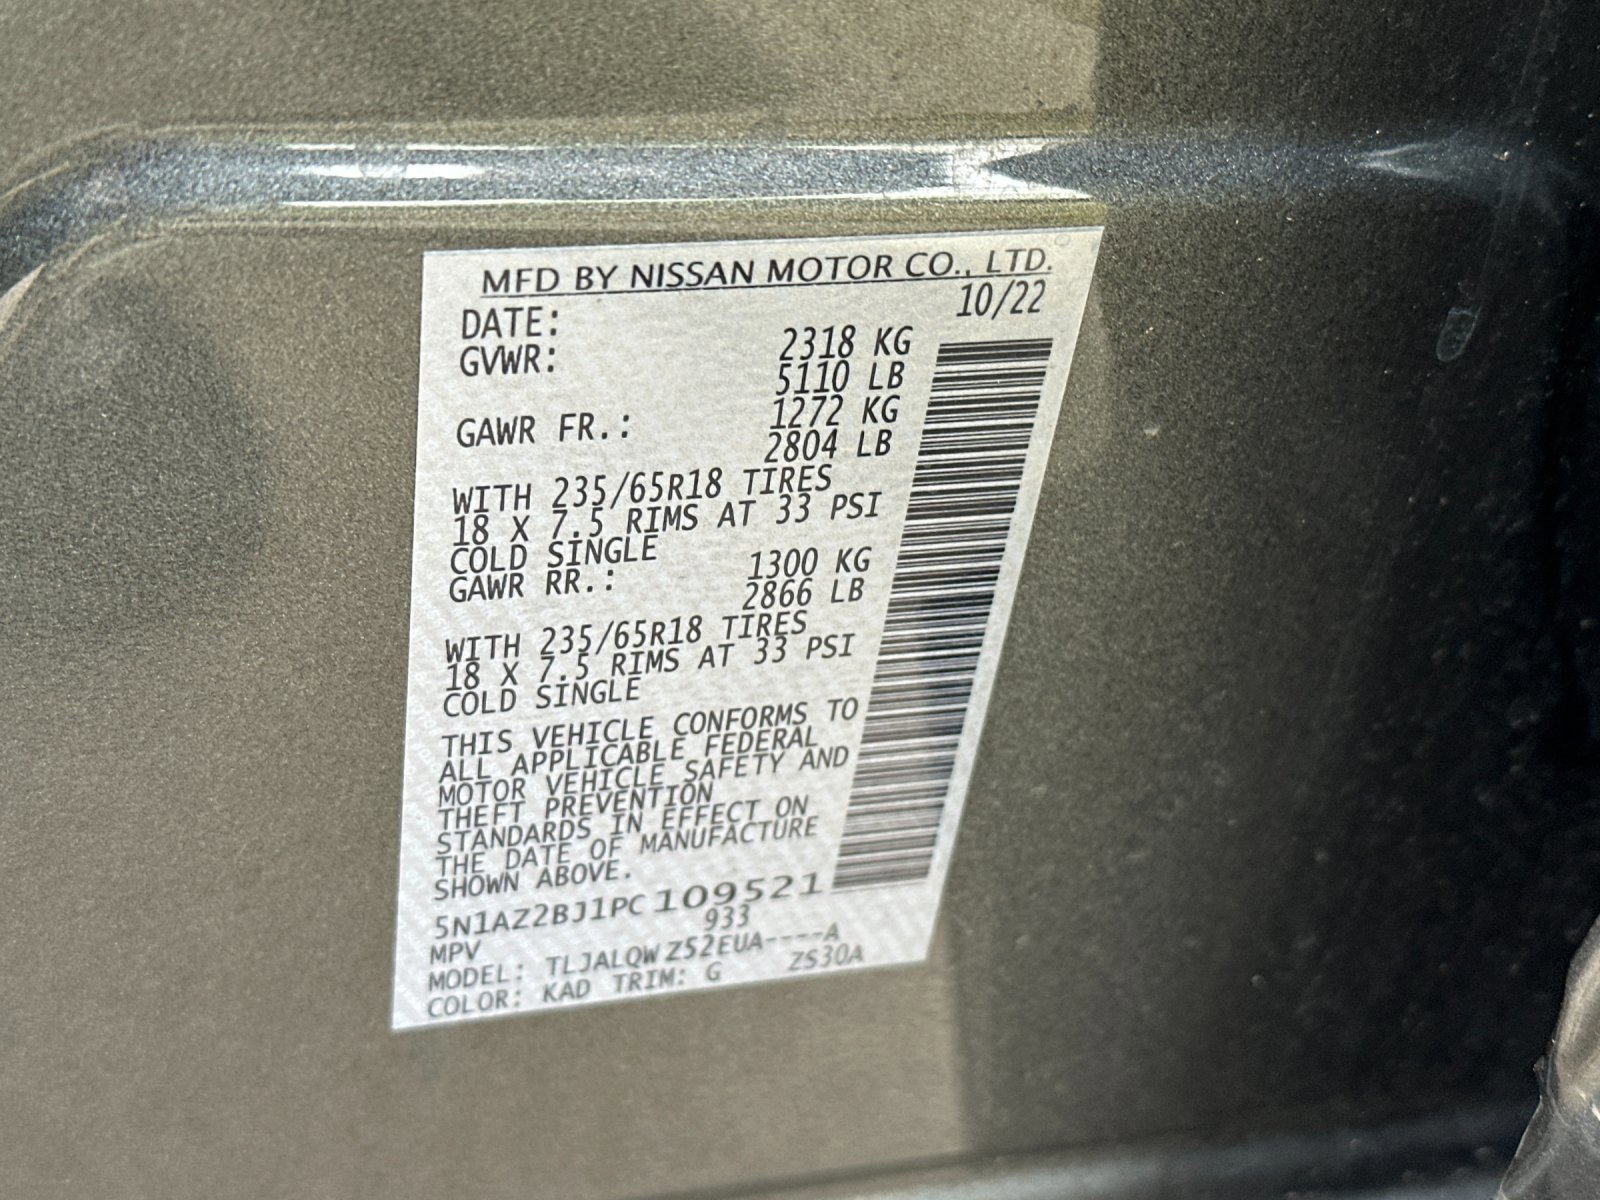 MFD BY NISSAN MOTOR CO., LTD.
DATE: 10/22
GVWR: 2318 KG
5110 LB
GAWR FR.: 1272 KG
2804 LB
WITH 235/65R18 TIRES
18 X 7.5 RIMS AT 33 PSI
COLD SINGLE
GAWR RR.: 1300 KG
2866 LB
WITH 235/65R18 TIRES
18 X 7.5 RIMS AT 33 PSI
COLD SINGLE
THIS VEHICLE CONFORMS TO
ALL APPLICABLE FEDERAL
MOTOR VEHICLE SAFETY AND
THEFT PREVENTION
STANDARDS IN EFFECT ON
THE DATE OF MANUFACTURE
SHOWN ABOVE.
5N1AZ2BJ1PC109521
MPV 933
MODEL: TLJALQWZ52EUA----A
COLOR: KAD TRIM: G ZS30A